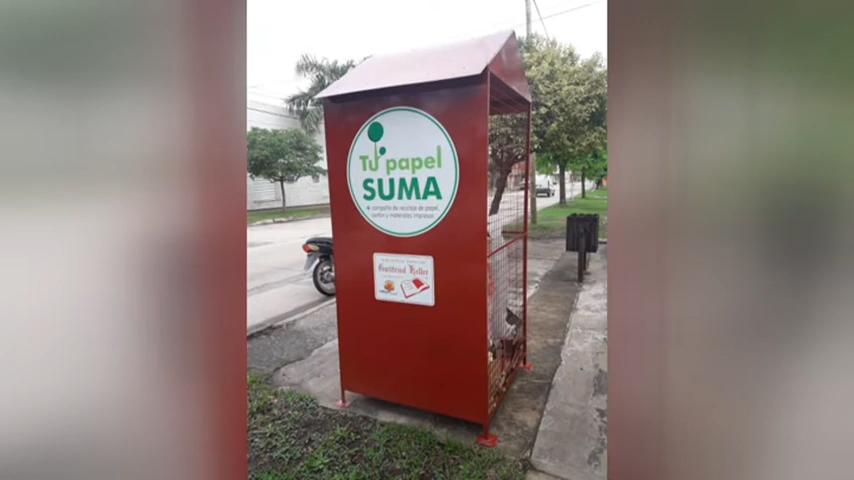 Tu papel
SUMA
campaña de reciclaje de papel,
cartón y materiales impresos
Gottfried Keller